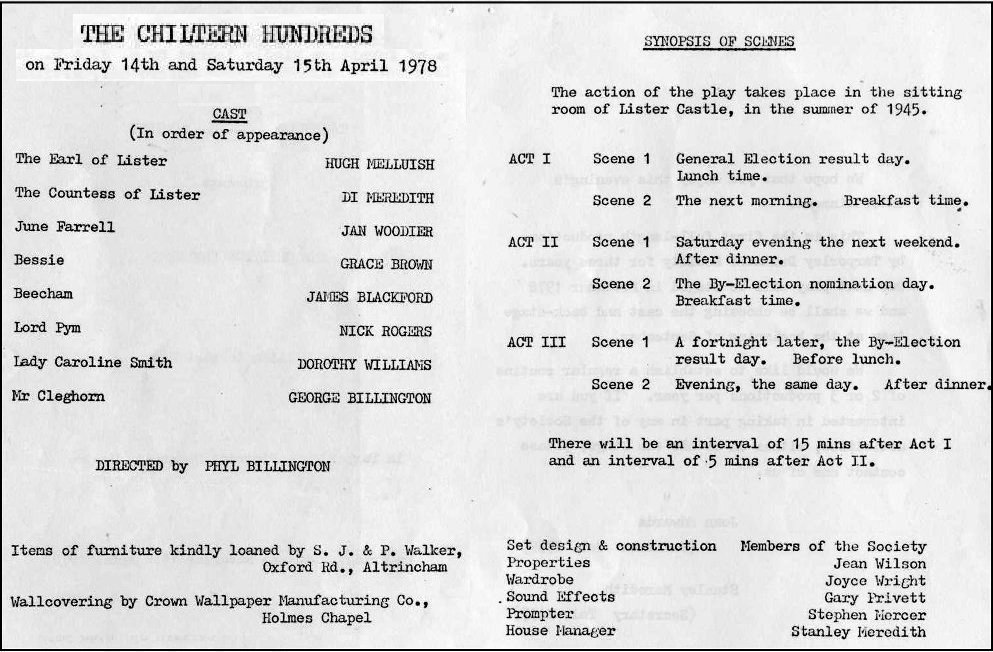 THE CHILTERN HUNDREDS
on Friday 14th and Saturday 15th April 1978
CAST
(In order of appearance)
The Earl of Lister HUGH MELLUISH
The Countess of Lister DI MEREDITH
June Farrell JAN WOODIER
Bessie GRACE BROWN
Beecham JAMES BLACKFORD
Lord Pym NICK ROGERS
Lady Caroline Smith DOROTHY WILLIAMS
Mr Cleghorn GEORGE BILLINGTON
DIRECTED by PHYL BILLINGTON
Items of furniture kindly loaned by S. J. & P. Walker,
Oxford Rd., Altrincham
Wallcovering by Crown Wallpaper Manufacturing Co.,
Holmes Chapel
SYNOPSIS OF SCENES
The action of the play takes place in the sitting
room of Lister Castle, in the summer of 1945.
ACT I Scene 1 General Election result day.
Lunch time.
Scene 2 The next morning. Breakfast time.
ACT II Scene 1 Saturday evening the next weekend.
After dinner.
Scene 2 The By-Election nomination day.
Breakfast time.
ACT III Scene 1 A fortnight later, the By-Election
result day. Before lunch.
Scene 2 Evening, the same day. After dinner.
There will be an interval of 15 mins after Act I
and an interval of 5 mins after Act II.
Set design & construction Members of the Society
Properties Jean Wilson
Wardrobe Joyce Wright
Sound Effects Gary Privett
Prompter Stephen Mercer
House Manager Stanley Meredith